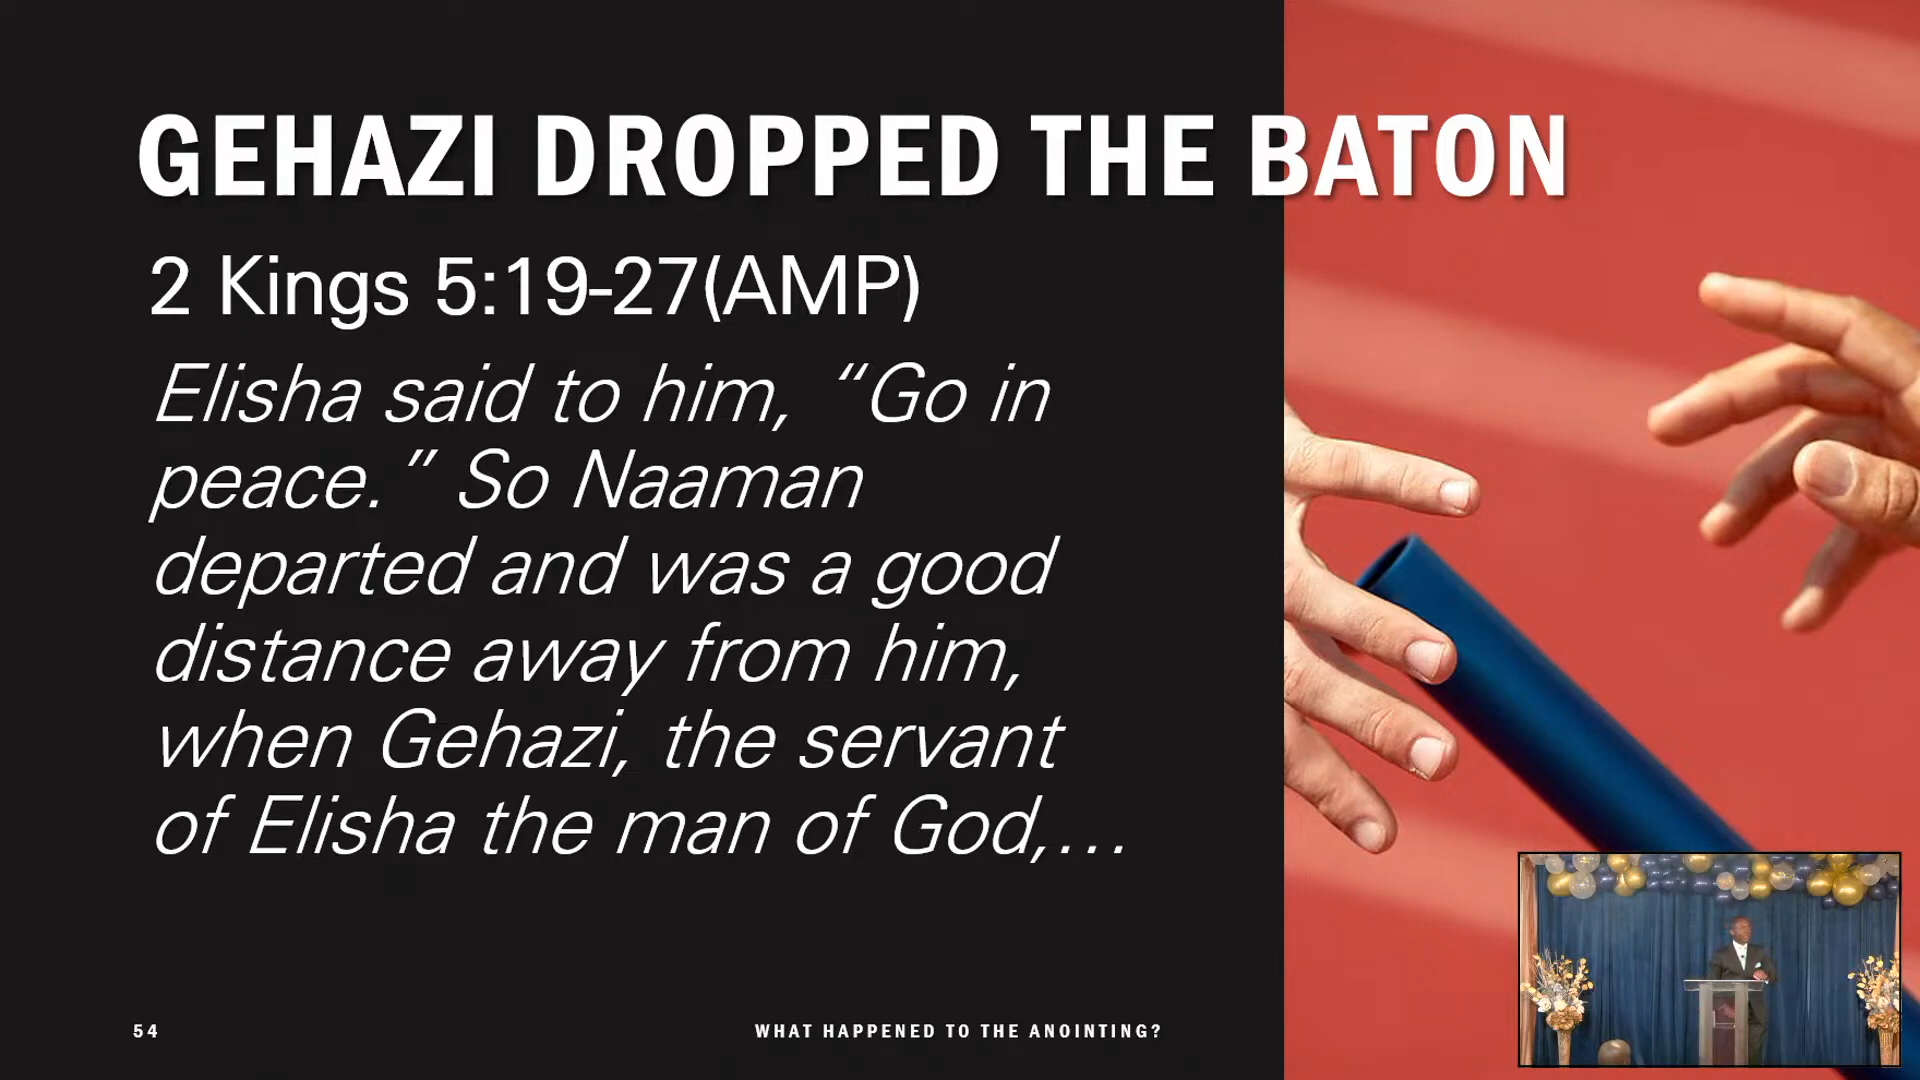 GEHAZI DROPPED THE BATON
2 Kings 5:19-27(AMP)
Elisha said to him, “Go in
peace.” So Naaman
departed and was a good
distance away from him,
when Gehazi, the servant
of Elisha the man of God,…
54
WHAT HAPPENED TO THE ANOINTING?